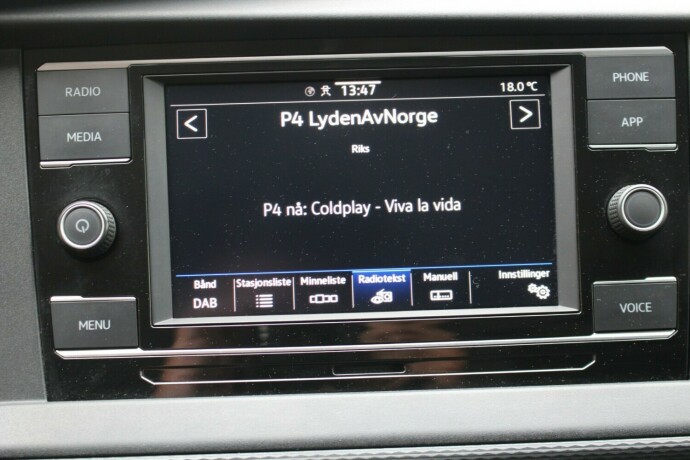 RADIO
MEDIA
MENU
13:47
18.0 ℃
< P4 LydenAvNorge >
Riks
P4 nå: Coldplay - Viva la vida
Bånd Stasjonsliste Minneliste Radiotekst Manuell Innstillinger
DAB
PHONE
APP
VOICE